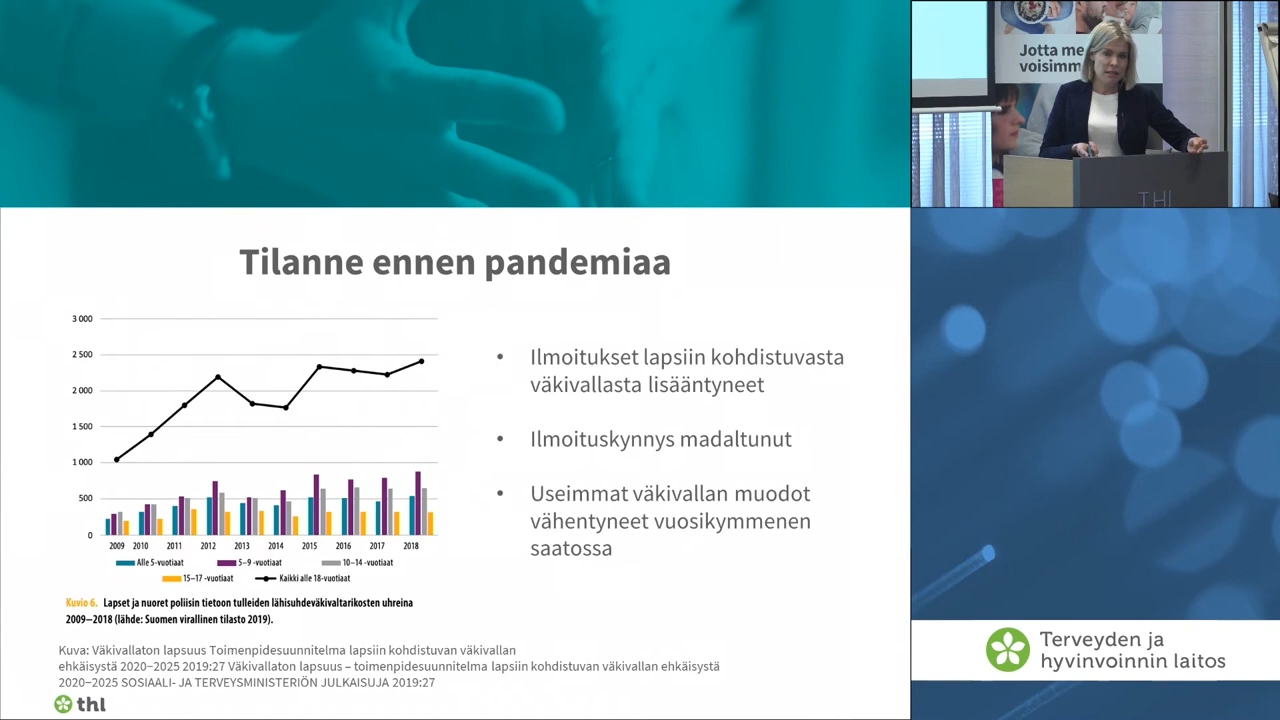 Jotta me
voisimm
THL
Tilanne ennen pandemiaa
3 000
2 500
2 000
1 500
1 000
500
0
2009 2010 2011 2012 2013 2014 2015 2016 2017 2018
Alle 5-vuotiaat 5–9 -vuotiaat 10–14 -vuotiaat
15–17 -vuotiaat Kaikki alle 18-vuotiaat
Kuvio 6. Lapset ja nuoret poliisin tietoon tulleiden lähisuhdeväkivaltarikosten uhreina
2009–2018 (lähde: Suomen virallinen tilasto 2019).
• Ilmoitukset lapsiin kohdistuvasta
väkivallasta lisääntyneet
• Ilmoituskynnys madaltunut
• Useimmat väkivallan muodot
vähentyneet vuosikymmenen
saatossa
Kuva: Väkivallaton lapsuus Toimenpidesuunnitelma lapsiin kohdistuvan väkivallan
ehkäisystä 2020–2025 2019:27 Väkivallaton lapsuus – toimenpidesuunnitelma lapsiin kohdistuvan väkivallan ehkäisystä
2020–2025 SOSIAALI- JA TERVEYSMINISTERIÖN JULKAISUJA 2019:27
thl
Terveyden ja
hyvinvoinnin laitos